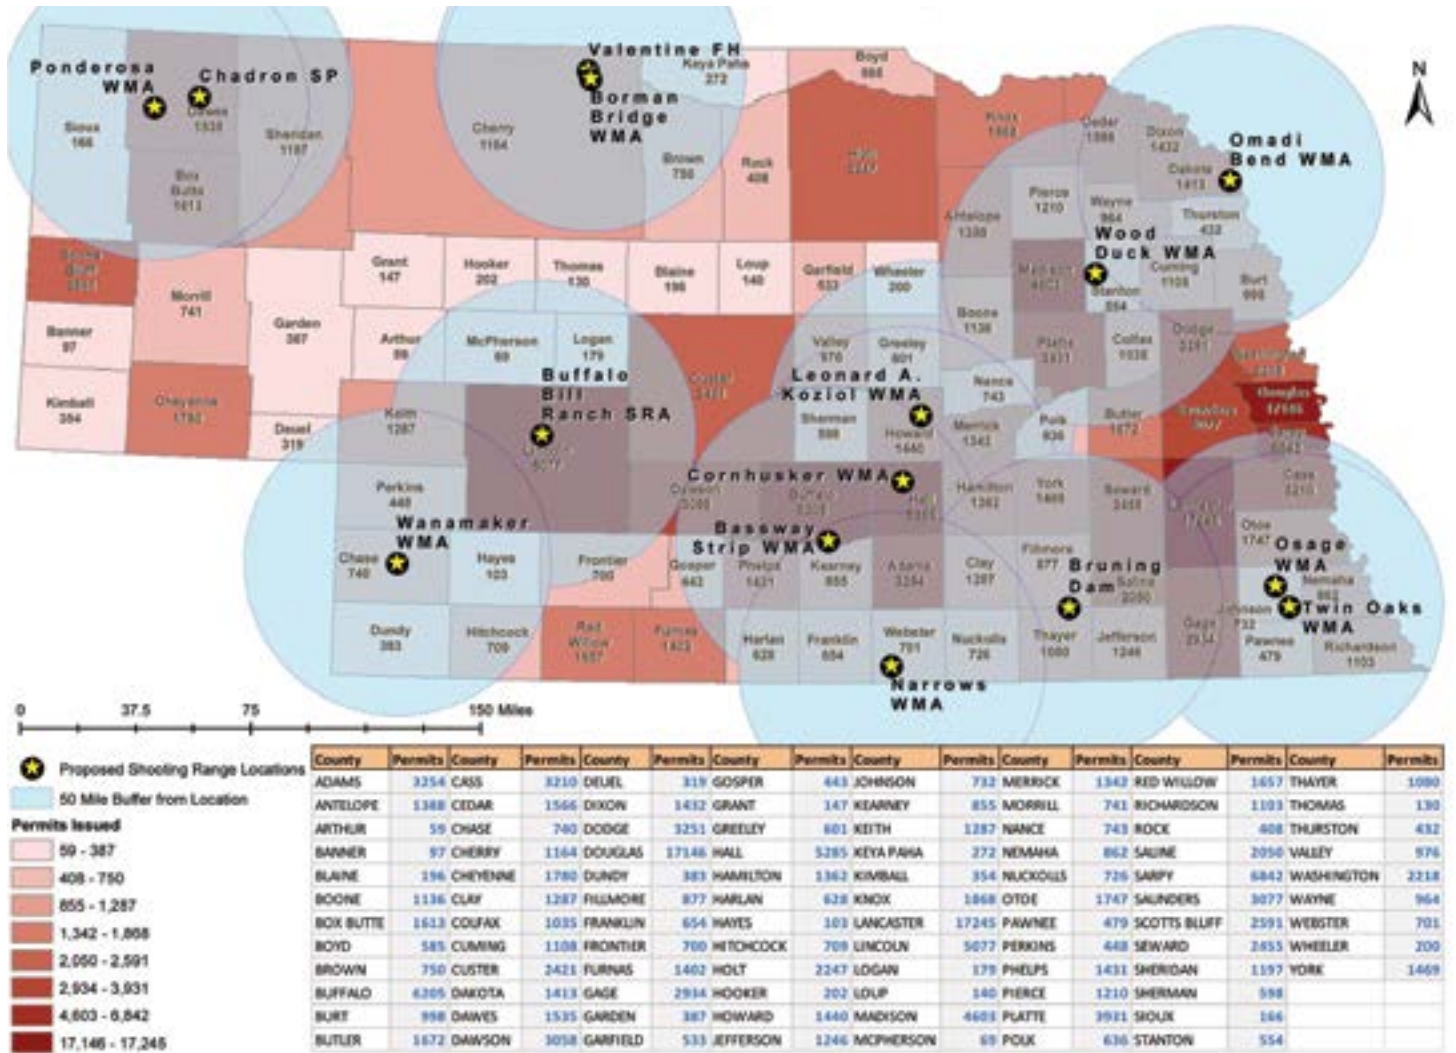 Ponderosa WMA
Chadron SP
Valentine FH
Borman Bridge WMA
Omadi Bend WMA
Wood Duck WMA
Buffalo Bill Ranch SRA
Leonard A. Koziol WMA
Cornhusker WMA
Bassway Strip WMA
Wanamaker WMA
Bruning Dam
Osage WMA
Twin Oaks WMA
Narrows WMA
N
Sioux 166
Dawes 1535
Sheridan 1197
Box Butte 1613
Cherry 1164
Keya Paha 272
Boyd
Brown 750
Rock 408
Knox 1868
Cedar 1566
Dixon 1432
Dakota 1413
Pierce 1210
Wayne 964
Thurston 432
Antelope 1388
Madison 4603
Stanton 554
Cuming 1108
Burt 998
Morrill 741
Banner 97
Kimball 354
Cheyenne 1780
Garden 387
Deuel 319
Grant 147
Hooker 202
Thomas 130
Blaine 196
Loup 140
Garfield 533
Wheeler 200
Arthur 59
McPherson 69
Logan 179
Valley 976
Greeley 601
Boone 1136
Platte 3931
Colfax 1035
Dodge 3251
Nance 743
Keith 1287
Sherman 598
Howard 1440
Merrick 1342
Polk 636
Butler 1672
Douglas 17146
Perkins 448
Dawson 3058
Buffalo 6205
Hall 5285
Hamilton 1362
York 1469
Seward
Cass 3210
Otoe 1747
Chase 740
Hayes 103
Frontier 700
Gosper 443
Phelps 1431
Kearney 855
Adams 3254
Clay 1287
Fillmore 877
Saline 2050
Nemaha 862
Johnson 732
Dundy 383
Hitchcock 709
Red Willow 1657
Furnas 1402
Harlan 628
Franklin 654
Webster 701
Nuckolls 726
Thayer 1080
Jefferson 1246
Gage 2934
Pawnee 479
Richardson 1103
0 37.5 75 150 Miles
Proposed Shooting Range Locations
50 Mile Buffer from Location
Permits Issued
59 - 387
408 - 750
855 - 1,287
1,342 - 1,868
2,050 - 2,591
2,934 - 3,931
4,603 - 6,842
17,146 - 17,245
County Permits County Permits County Permits County Permits County Permits County Permits County Permits County Permits
ADAMS 3254 CASS 3210 DEUEL 319 GOSPER 443 JOHNSON 732 MERRICK 1342 RED WILLOW 1657 THAYER 1080
ANTELOPE 1388 CEDAR 1566 DIXON 1432 GRANT 147 KEARNEY 855 MORRILL 741 RICHARDSON 1103 THOMAS 130
ARTHUR 59 CHASE 740 DODGE 3251 GREELEY 601 KEITH 1287 NANCE 743 ROCK 408 THURSTON 432
BANNER 97 CHERRY 1164 DOUGLAS 17146 HALL 5285 KEYA PAHA 272 NEMAHA 862 SALINE 2050 VALLEY 976
BLAINE 196 CHEYENNE 1780 DUNDY 383 HAMILTON 1362 KIMBALL 354 NUCKOLLS 726 SARPY 6842 WASHINGTON 2218
BOONE 1136 CLAY 1287 FILLMORE 877 HARLAN 628 KNOX 1868 OTOE 1747 SAUNDERS 3077 WAYNE 964
BOX BUTTE 1613 COLFAX 1035 FRANKLIN 654 HAYES 103 LANCASTER 17245 PAWNEE 479 SCOTTS BLUFF 2591 WEBSTER 701
BOYD 585 CUMING 1108 FRONTIER 700 HITCHCOCK 709 LINCOLN 5077 PERKINS 448 SEWARD 2455 WHEELER 200
BROWN 750 CUSTER 2421 FURNAS 1402 HOLT 2247 LOGAN 179 PHELPS 1431 SHERIDAN 1197 YORK 1469
BUFFALO 6205 DAKOTA 1413 GAGE 2934 HOOKER 202 LOUP 140 PIERCE 1210 SHERMAN 598
BURT 998 DAWES 1535 GARDEN 387 HOWARD 1440 MADISON 4603 PLATTE 3931 SIOUX 166
BUTLER 1672 DAWSON 3058 GARFIELD 533 JEFFERSON 1246 MCPHERSON 69 POLK 636 STANTON 554